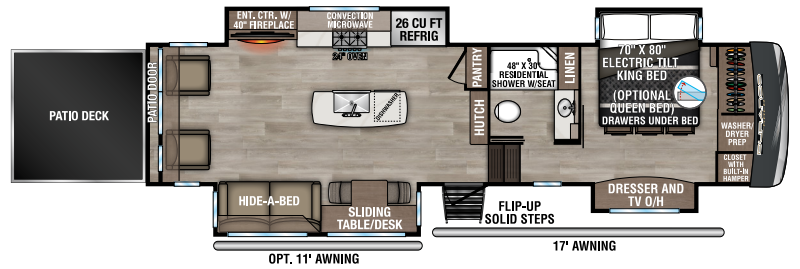 ENT. CTR. W/
40" FIREPLACE
CONVECTION
MICROWAVE
26 CU FT
REFRIG
24" OVEN
PANTRY
48" X 30"
RESIDENTIAL
SHOWER W/SEAT
LINEN
70" X 80"
ELECTRIC TILT
KING BED
(OPTIONAL
QUEEN BED)
DRAWERS UNDER BED
PATIO DECK
PATIO DOOR
DISHWASHER
HUTCH
WASHER/
DRYER
PREP
CLOSET
WITH
BUILT-IN
HAMPER
HIDE-A-BED
SLIDING
TABLE/DESK
FLIP-UP
SOLID STEPS
DRESSER AND
TV O/H
OPT. 11' AWNING
17' AWNING